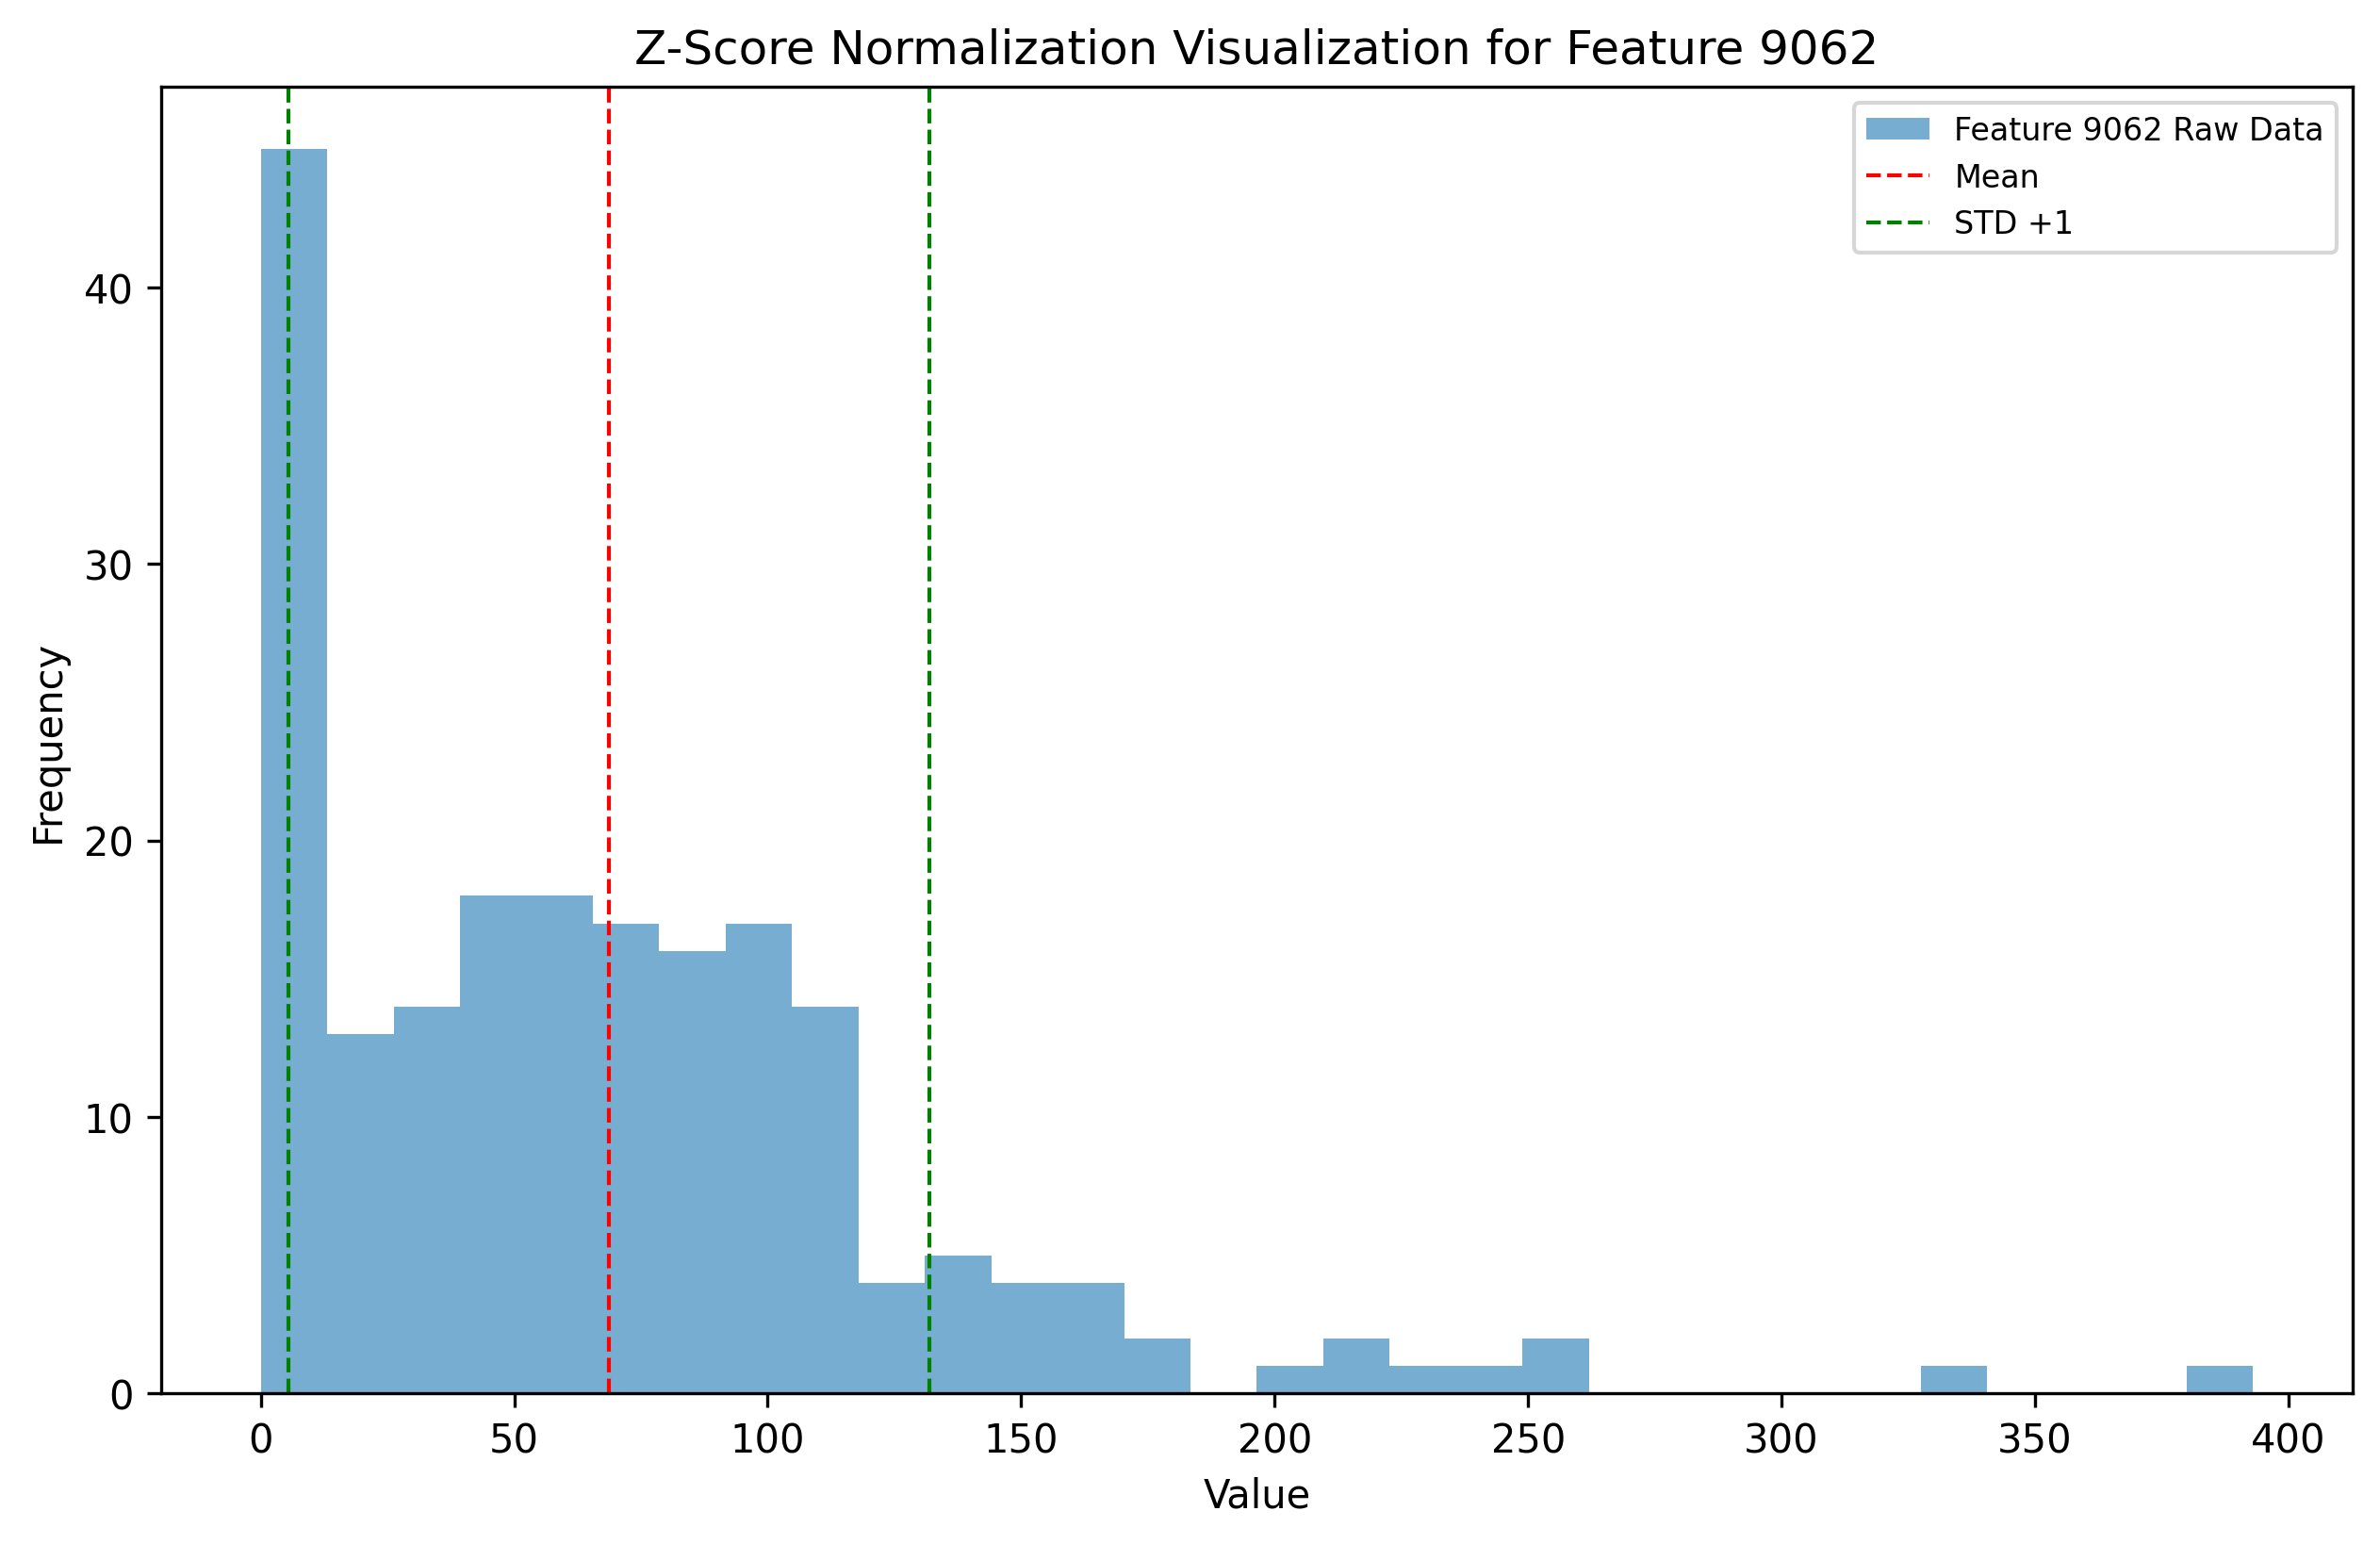 Z-Score Normalization Visualization for Feature 9062
Feature 9062 Raw Data
Mean
STD +1
Frequency
40
30
20
10
0
0 50 100 150 200 250 300 350 400
Value